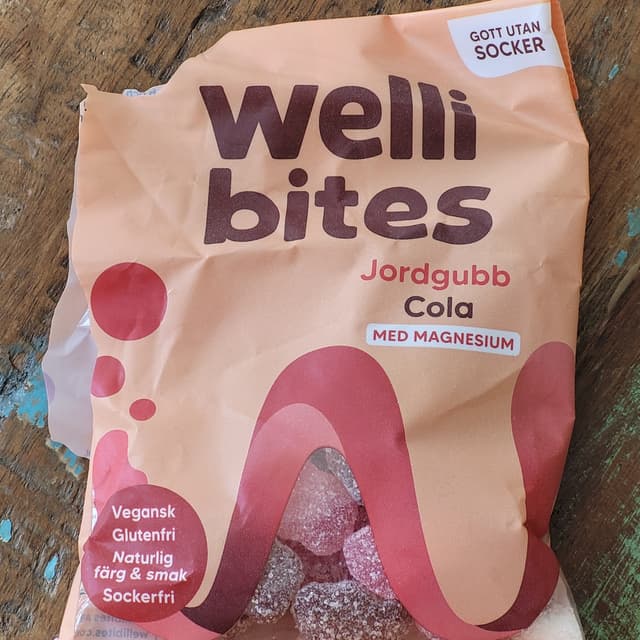 GOTT UTAN
SOCKER
welli
bites
Jordgubb
Cola
MED MAGNESIUM
Vegansk
Glutenfri
Naturlig
färg & smak
Sockerfri